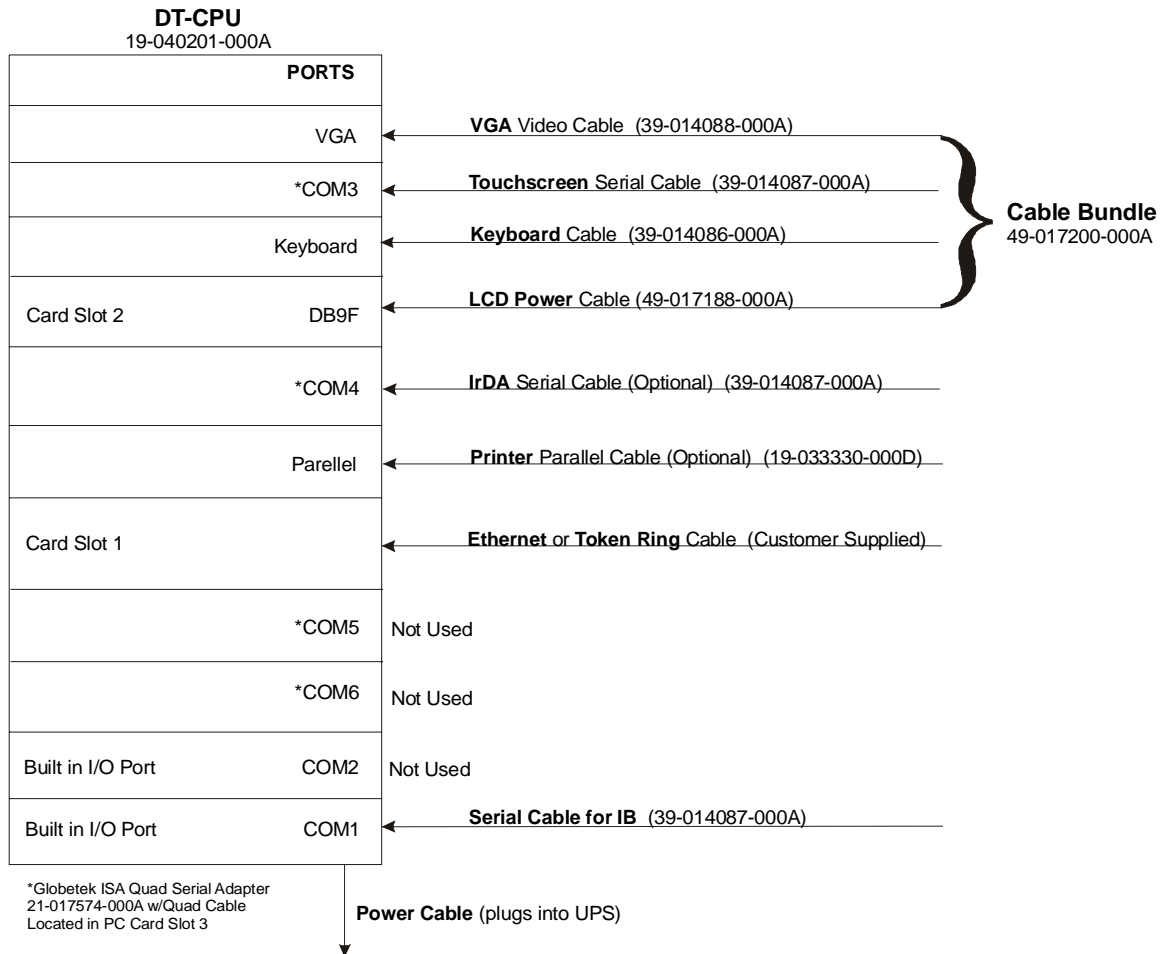 DT-CPU
19-040201-000A
PORTS
VGA
VGA Video Cable (39-014088-000A)
*COM3
Touchscreen Serial Cable (39-014087-000A)
Cable Bundle
49-017200-000A
Keyboard
Keyboard Cable (39-014086-000A)
Card Slot 2 DB9F
LCD Power Cable (49-017188-000A)
*COM4
IrDA Serial Cable (Optional) (39-014087-000A)
Parellel
Printer Parallel Cable (Optional) (19-033330-000D)
Card Slot 1
Ethernet or Token Ring Cable (Customer Supplied)
*COM5 Not Used
*COM6 Not Used
Built in I/O Port COM2 Not Used
Built in I/O Port COM1
Serial Cable for IB (39-014087-000A)
*Globetek ISA Quad Serial Adapter
21-017574-000A w/Quad Cable
Located in PC Card Slot 3
Power Cable (plugs into UPS)